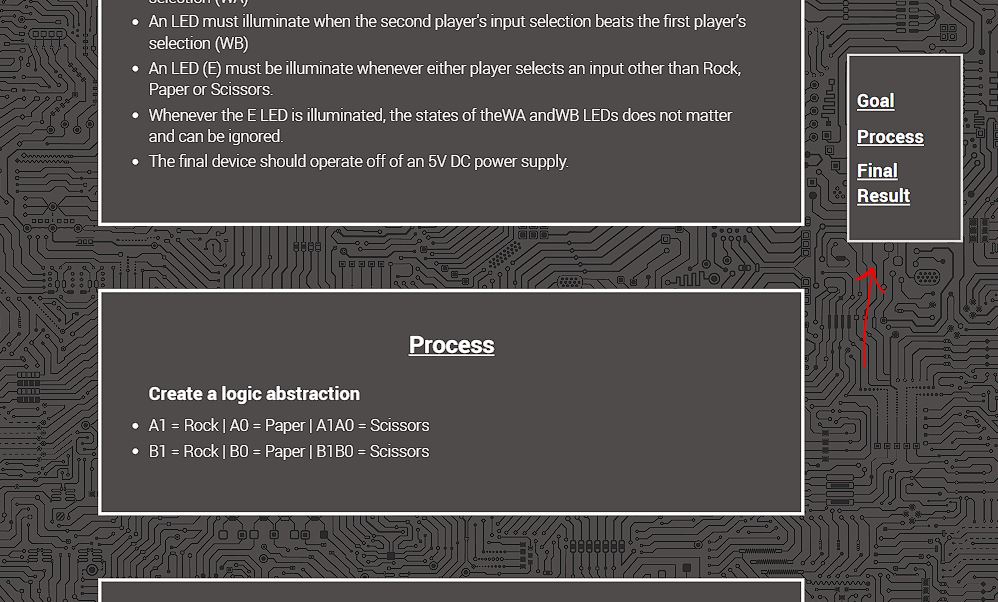 selection (WA)
An LED must illuminate when the second player's input selection beats the first player's
selection (WB)
An LED (E) must be illuminate whenever either player selects an input other than Rock,
Paper or Scissors.
Whenever the E LED is illuminated, the states of theWA andWB LEDs does not matter
and can be ignored.
The final device should operate off of an 5V DC power supply.
Goal
Process
Final
Result
Process
Create a logic abstraction
A1 = Rock | A0 = Paper | A1A0 = Scissors
B1 = Rock | B0 = Paper | B1B0 = Scissors